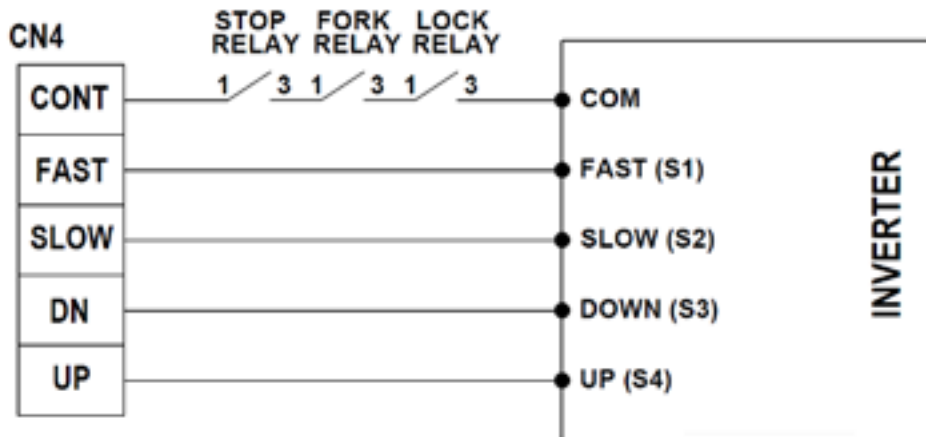 CN4
STOP RELAY
FORK RELAY
LOCK RELAY
1 3 1 3 1 3
CONT
COM
FAST
FAST (S1)
SLOW
SLOW (S2)
DN
DOWN (S3)
UP
UP (S4)
INVERTER